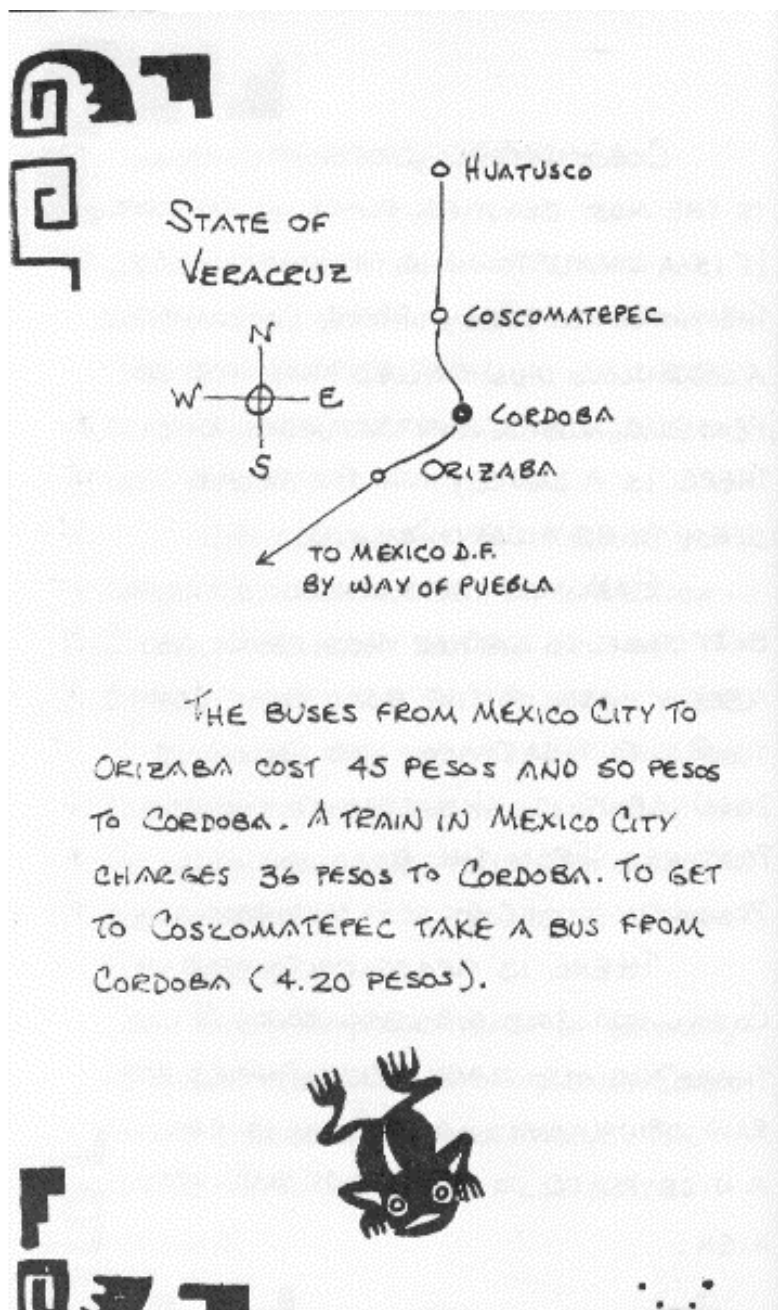 HUATUSCO
STATE OF
VERACRUZ
COSCOMATEPEC
N
W E
CORDOBA
S
ORIZABA
TO MEXICO D.F.
BY WAY OF PUEBLA
THE BUSES FROM MEXICO CITY TO
ORIZABA COST 45 PESOS AND 50 PESOS
TO CORDOBA. A TRAIN IN MEXICO CITY
CHARGES 36 PESOS TO CORDOBA. TO GET
TO COSCOMATEPEC TAKE A BUS FROM
CORDOBA (4.20 PESOS).